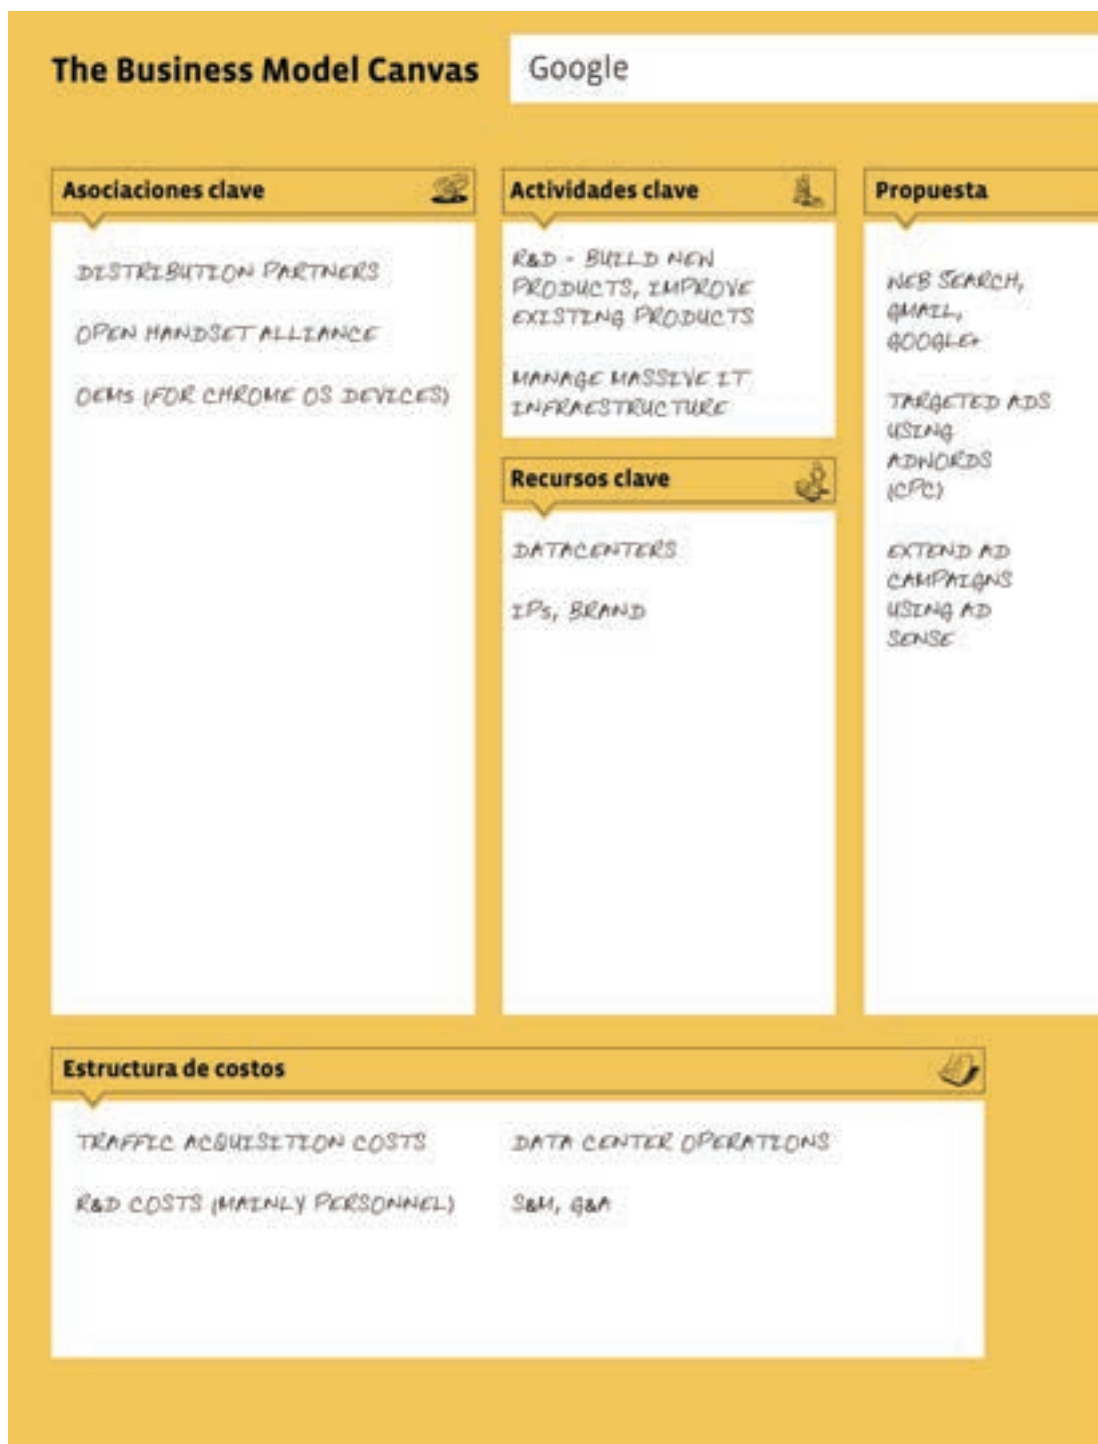 The Business Model Canvas
Google
Asociaciones clave
DISTRIBUTION PARTNERS
OPEN HANDSET ALLIANCE
OEMs (FOR CHROME OS DEVICES)
Actividades clave
R&D - BUILD NEW
PRODUCTS, IMPROVE
EXISTING PRODUCTS
MANAGE MASSIVE IT
INFRAESTRUCTURE
Recursos clave
DATACENTERS
IPs, BRAND
Propuesta
WEB SEARCH,
GMAIL,
GOOGLE+
TARGETED ADS
USING
ADWORDS
(CPC)
EXTEND AD
CAMPAIGNS
USING AD
SENSE
Estructura de costos
TRAFFIC ACQUISITION COSTS
R&D COSTS (MAINLY PERSONNEL)
DATA CENTER OPERATIONS
S&M, G&A